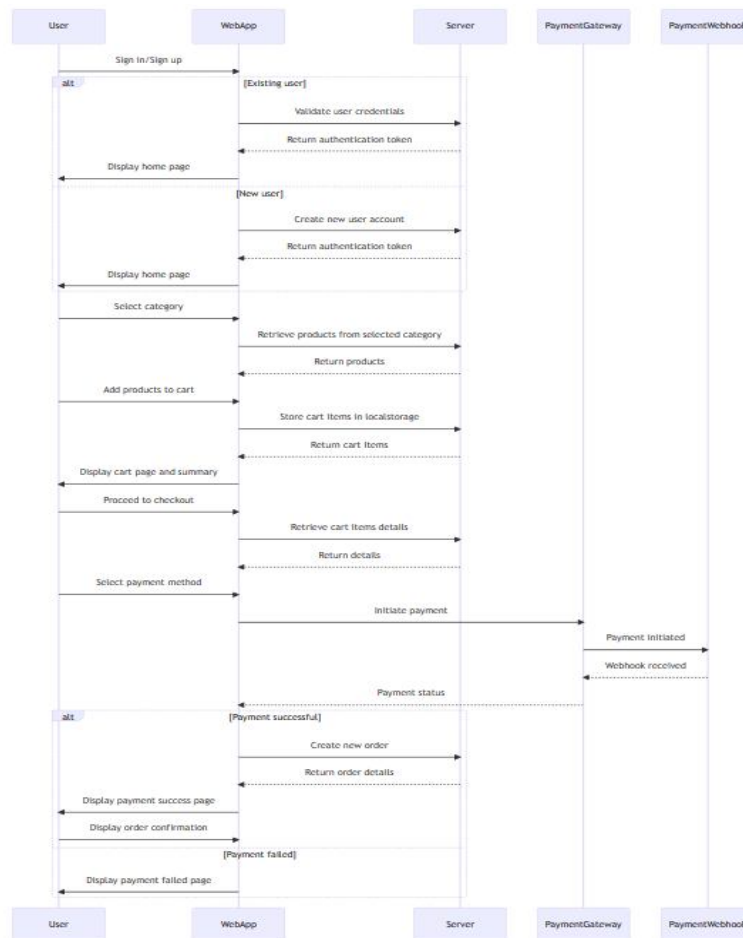 User WebApp Server PaymentGateway PaymentWebhook
Sign in/Sign up
alt [Existing user]
Validate user credentials
Return authentication token
Display home page
[New user]
Create new user account
Return authentication token
Display home page
Select category
Retrieve products from selected category
Return products
Add products to cart
Store cart items in localstorage
Return cart items
Display cart page and summary
Proceed to checkout
Retrieve cart items details
Return details
Select payment method
Initiate payment
Payment initiated
Webhook received
Payment status
alt [Payment successful]
Create new order
Return order details
Display payment success page
Display order confirmation
[Payment failed]
Display payment failed page
User WebApp Server PaymentGateway PaymentWebhook